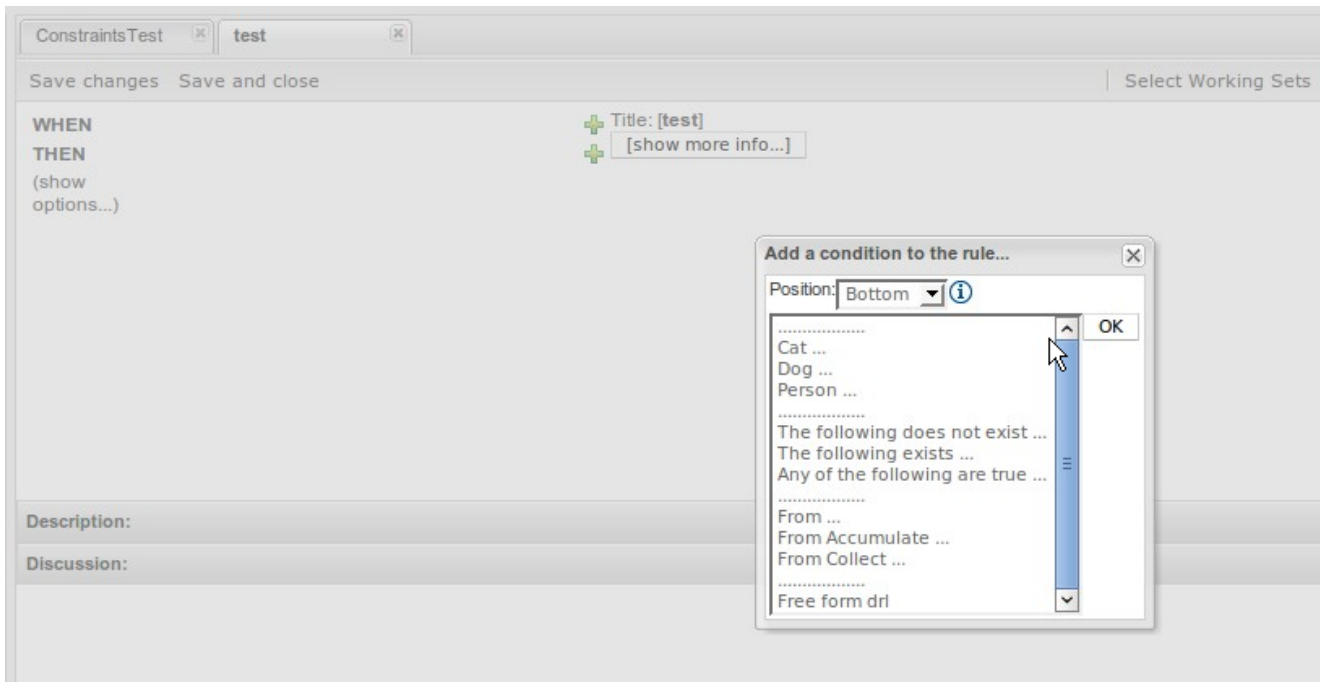 ConstraintsTest test
Save changes Save and close Select Working Sets
WHEN
THEN
(show
options...)
Title: [test]
[show more info...]
Add a condition to the rule...
Position: Bottom
OK
..................
Cat ...
Dog ...
Person ...
..................
The following does not exist ...
The following exists ...
Any of the following are true ...
..................
From ...
From Accumulate ...
From Collect ...
..................
Free form drl
Description:
Discussion: